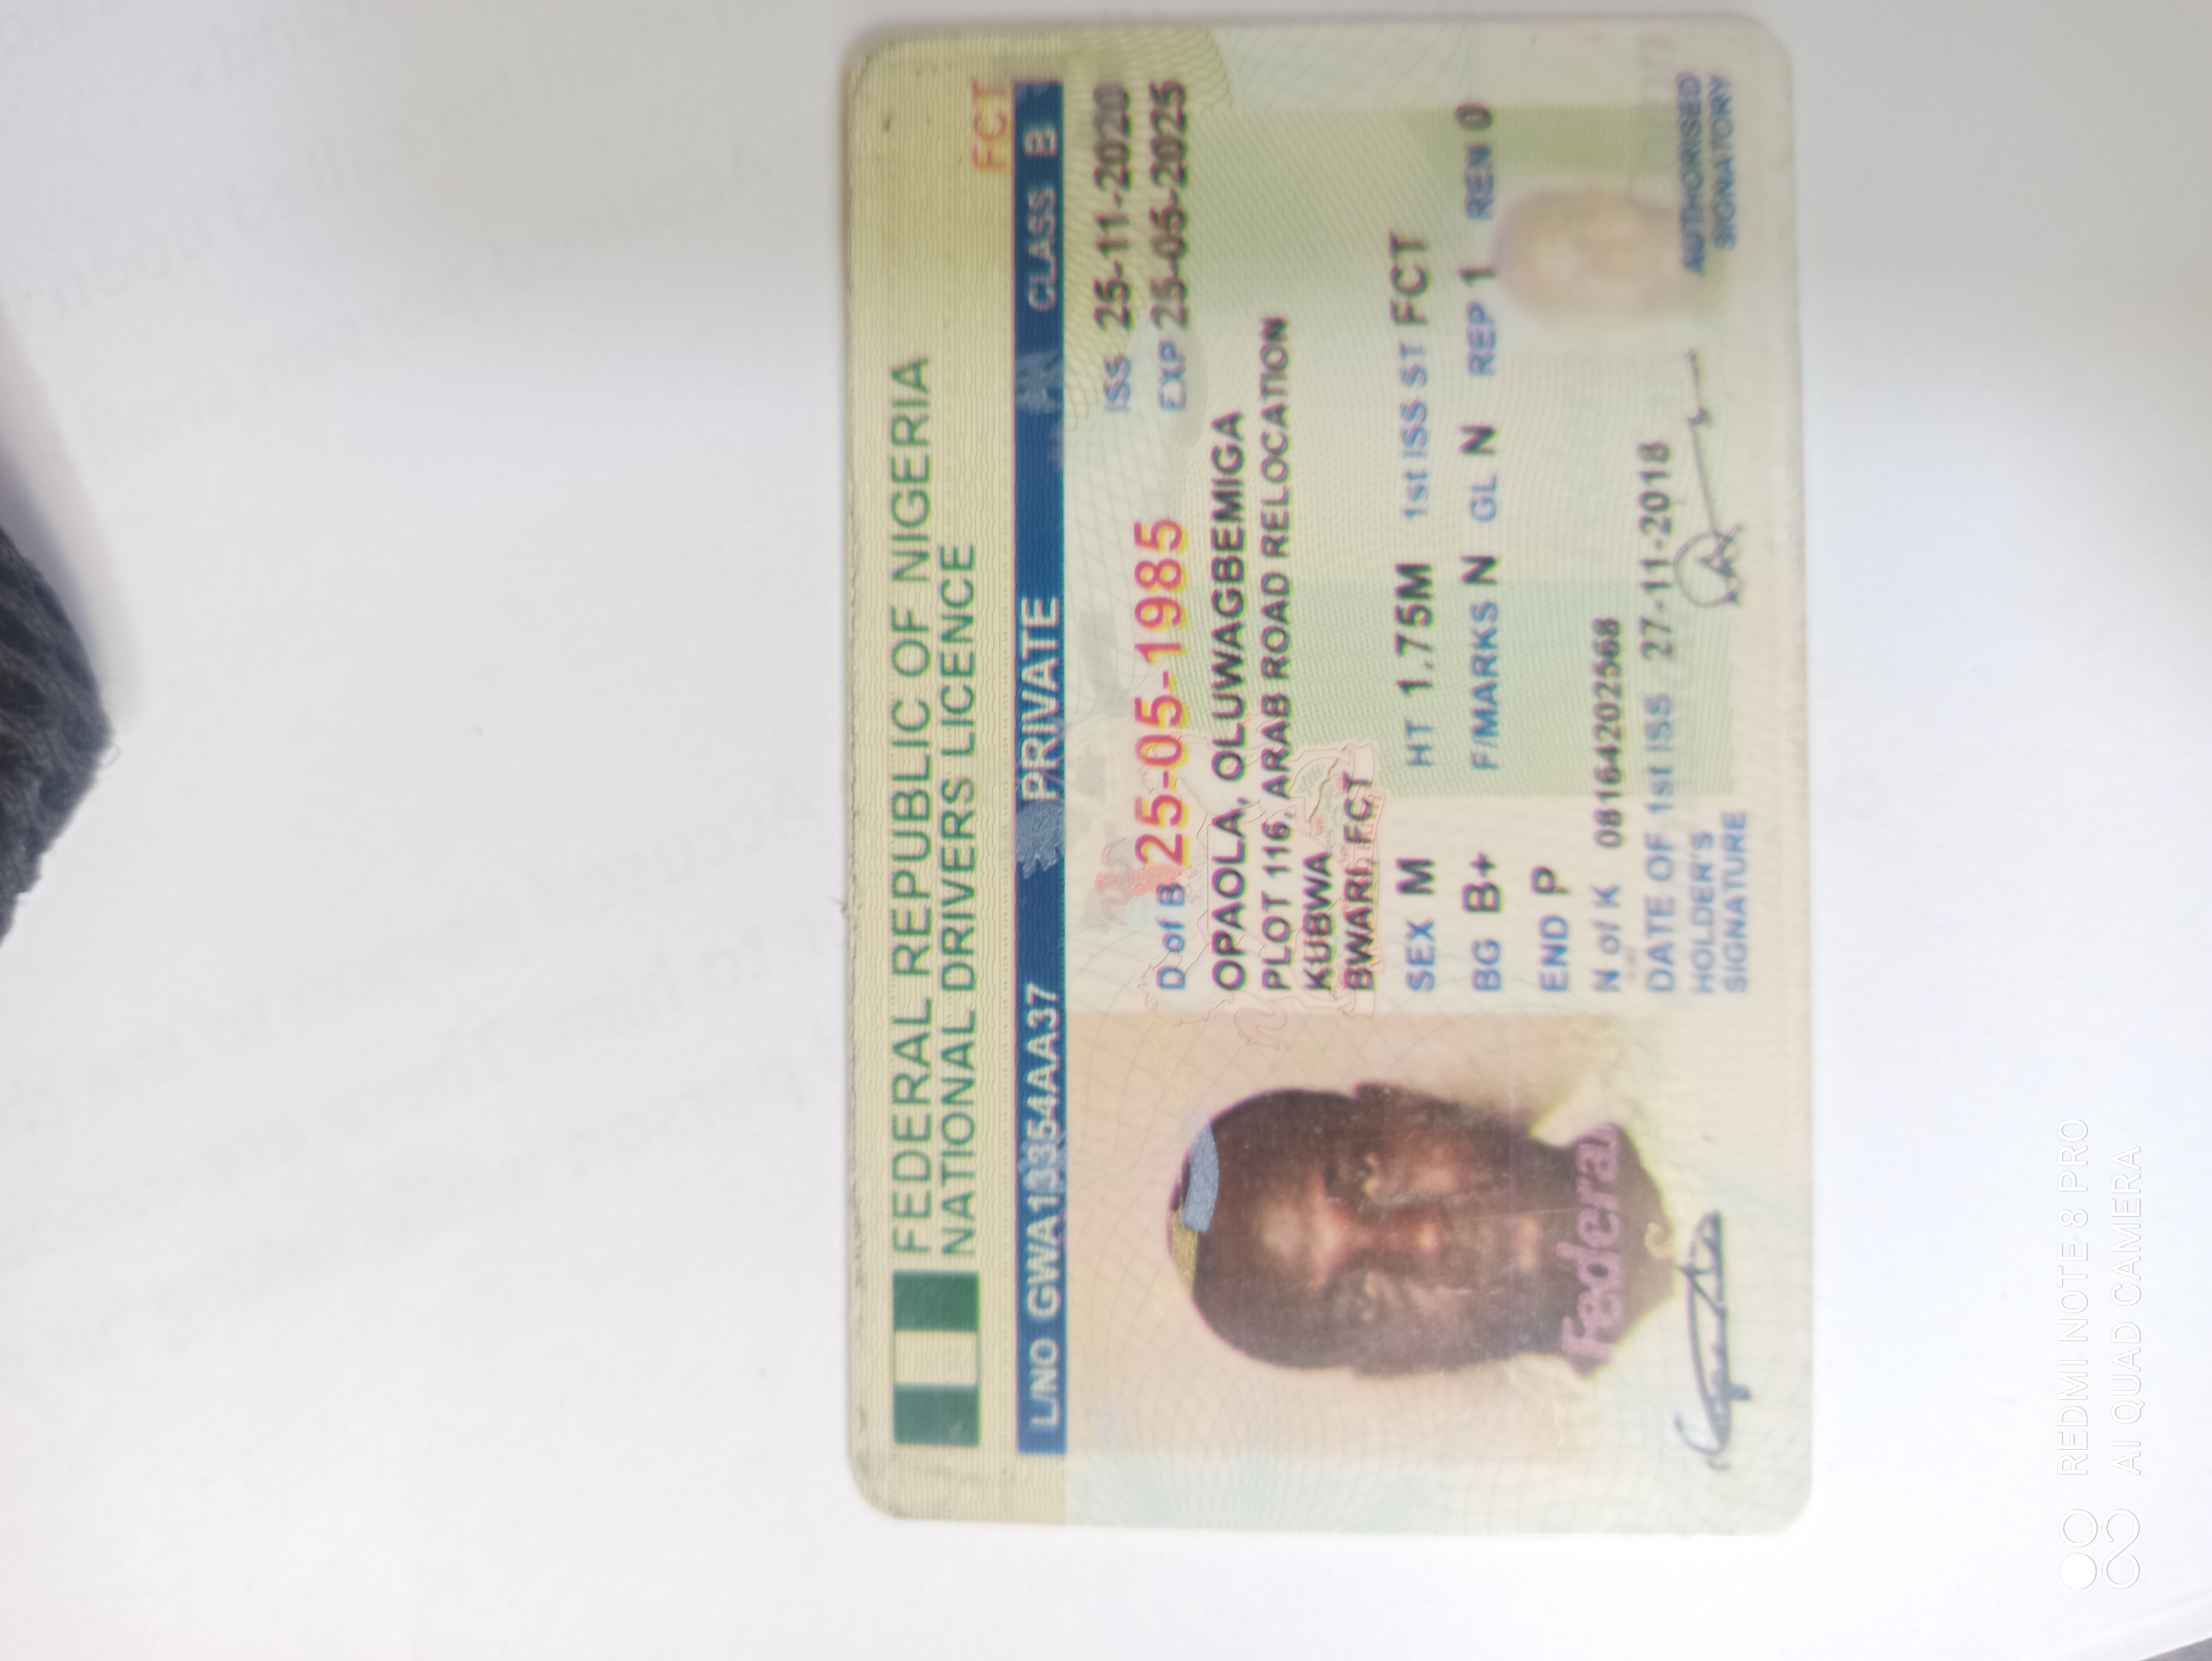 FEDERAL REPUBLIC OF NIGERIA
NATIONAL DRIVERS LICENCE
FCT
L/NO GWA13354AA37 PRIVATE CLASS B
ISS 25-11-2020
D of B 25-05-1985 EXP 25-05-2025
OPAOLA, OLUWAGBEMIGA
PLOT 116, ARAB ROAD RELOCATION
KUBWA
BWARI, FCT
SEX M HT 1.75M 1st ISS ST FCT
BG B+ F/MARKS N GL N REP 1 REN 0
END P
Federal
N of K 08164202568
DATE OF 1st ISS 27-11-2018
HOLDER'S
SIGNATURE
AUTHORISED
SIGNATORY
REDMI NOTE 8 PRO
AI QUAD CAMERA